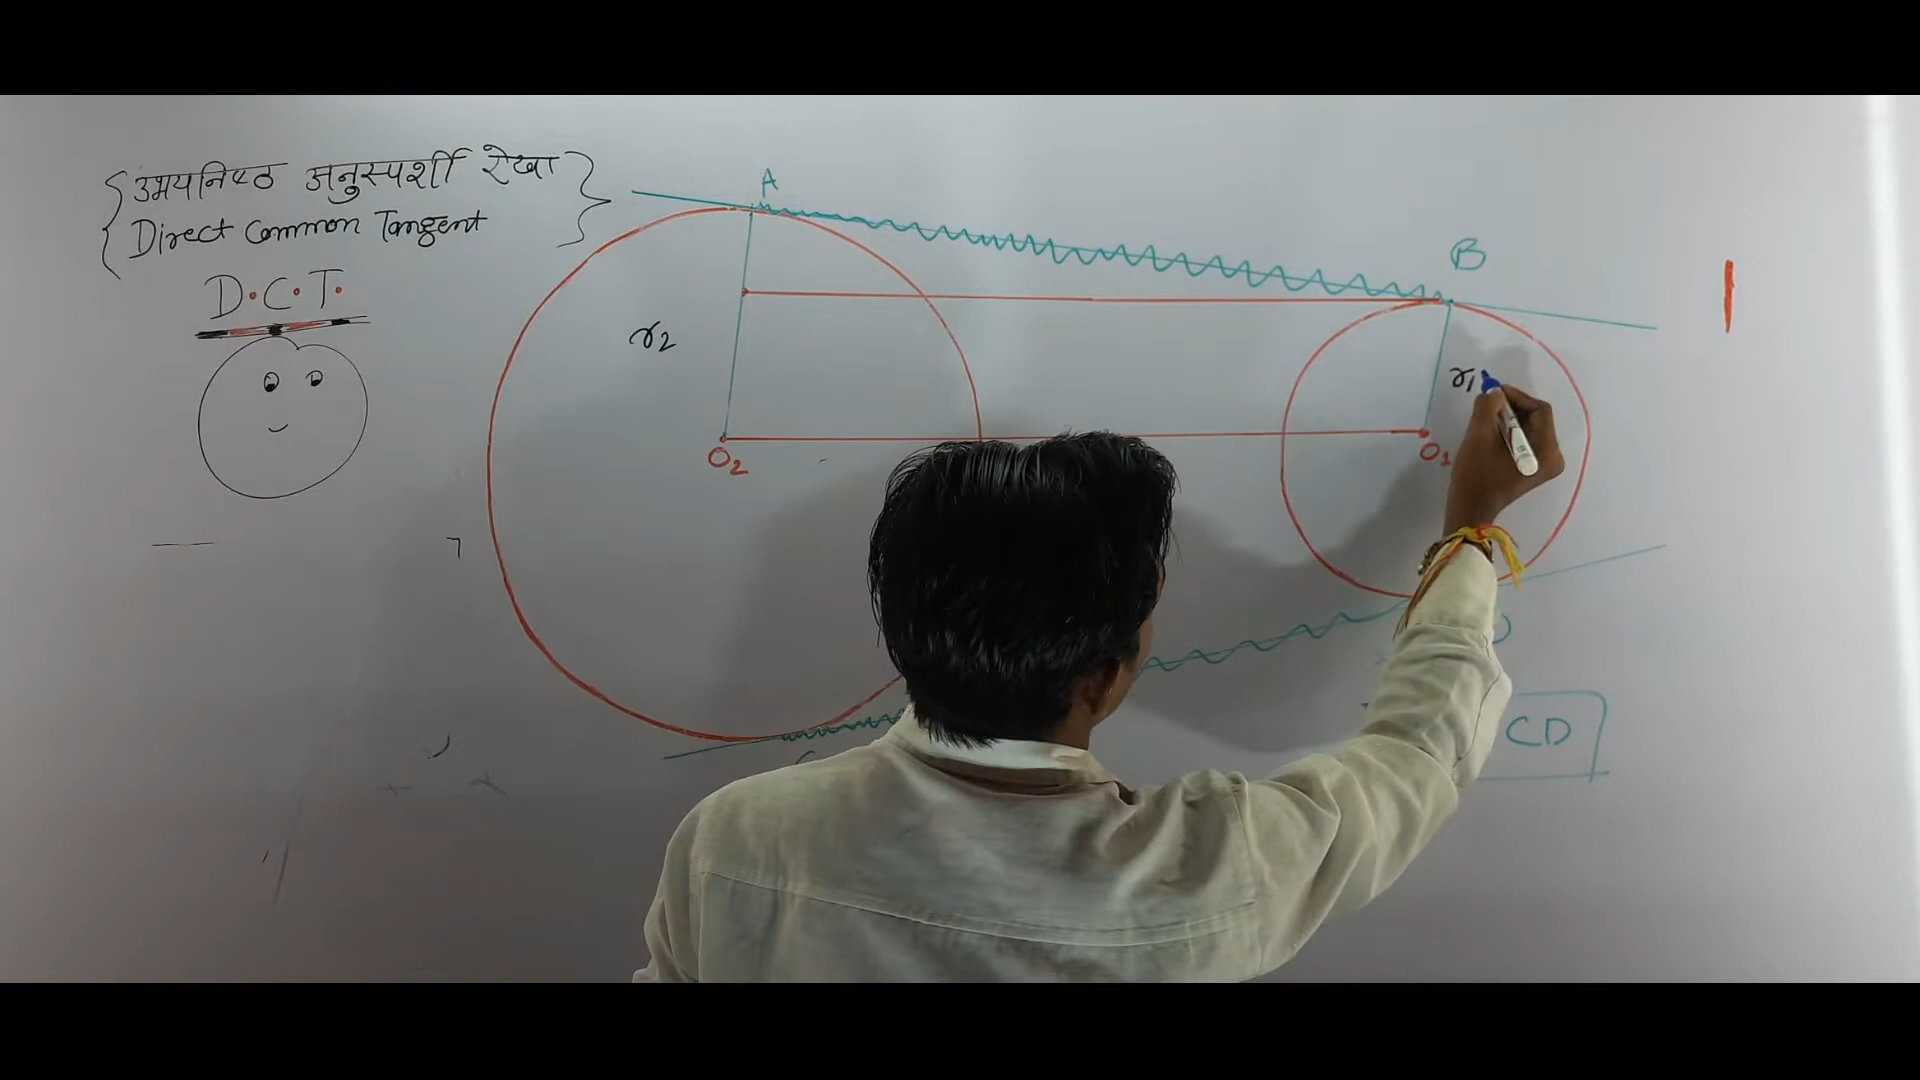 {उभयनिष्ठ अनुस्पर्शी रेखा}
Direct Common Tangent
D.C.T.
A
B
r2
r1
O2
O1
CD